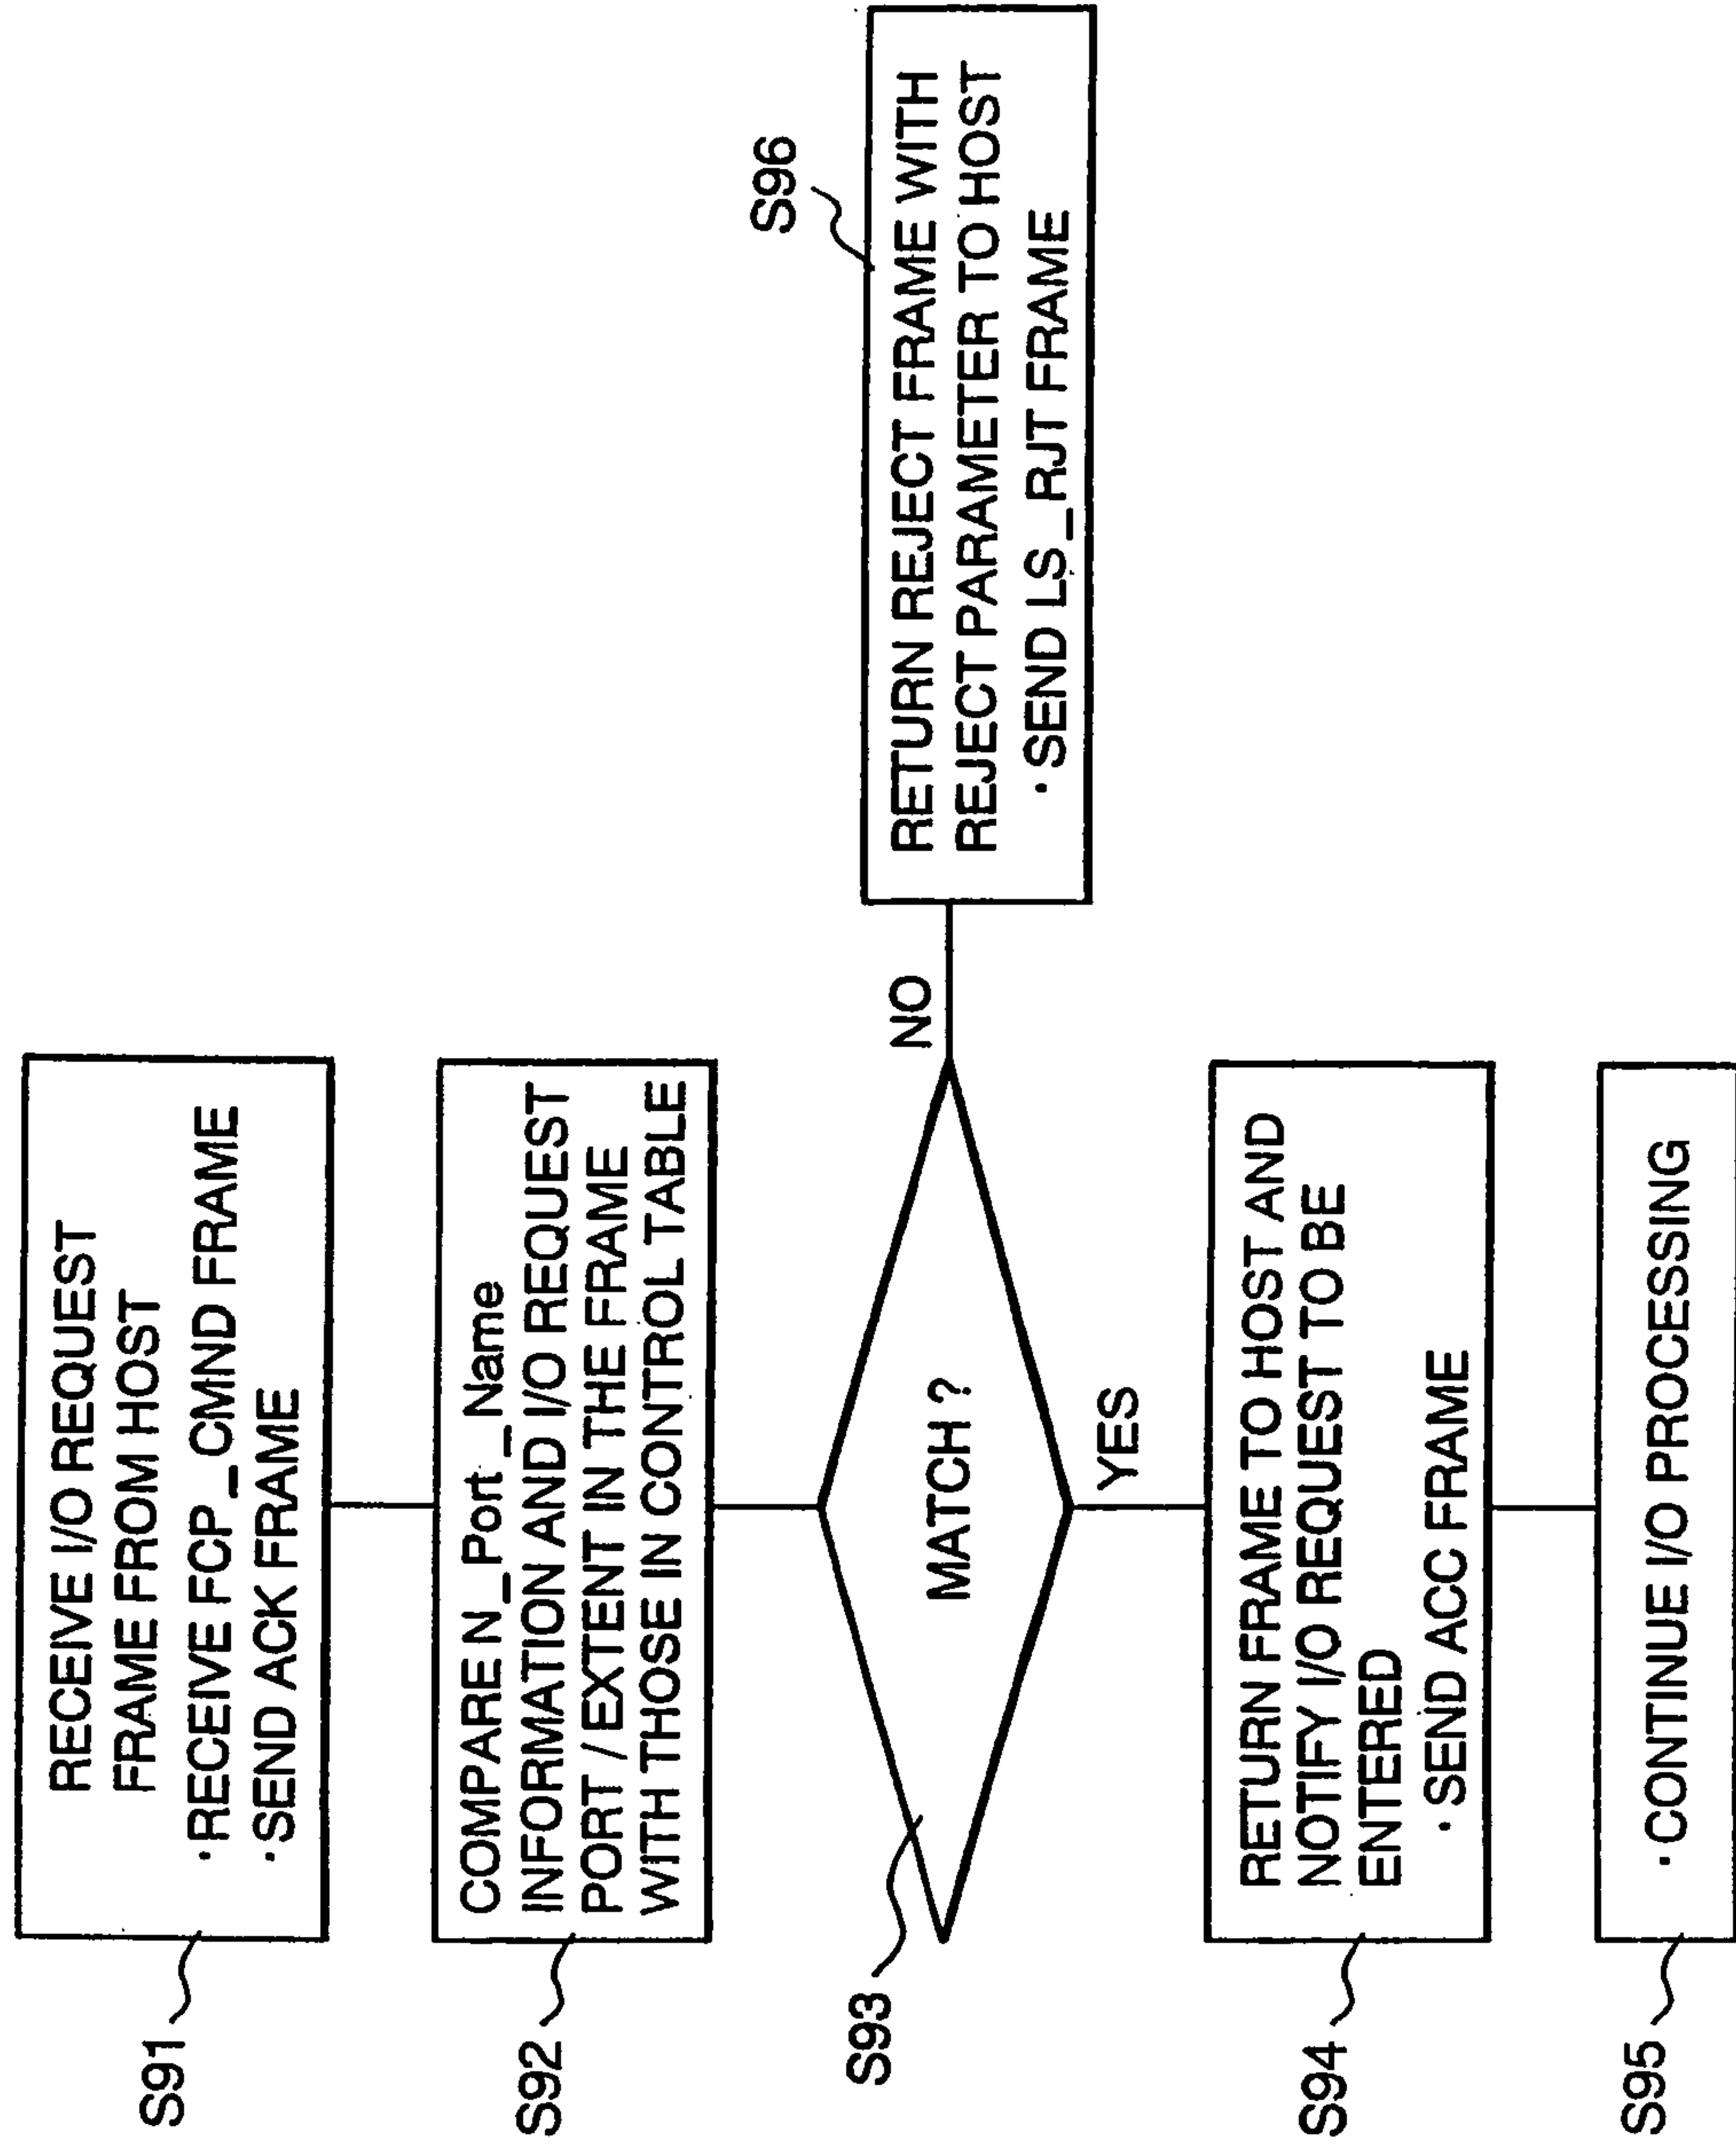 S91
RECEIVE I/O REQUEST
FRAME FROM HOST
·RECEIVE FCP_CMND FRAME
·SEND ACK FRAME
S92
COMPARE N_Port_Name
INFORMATION AND I/O REQUEST
PORT / EXTENT IN THE FRAME
WITH THOSE IN CONTROL TABLE
S93
MATCH ?
NO
S96
RETURN REJECT FRAME WITH
REJECT PARAMETER TO HOST
·SEND LS_RJT FRAME
YES
S94
RETURN FRAME TO HOST AND
NOTIFY I/O REQUEST TO BE
ENTERED
·SEND ACC FRAME
S95
·CONTINUE I/O PROCESSING